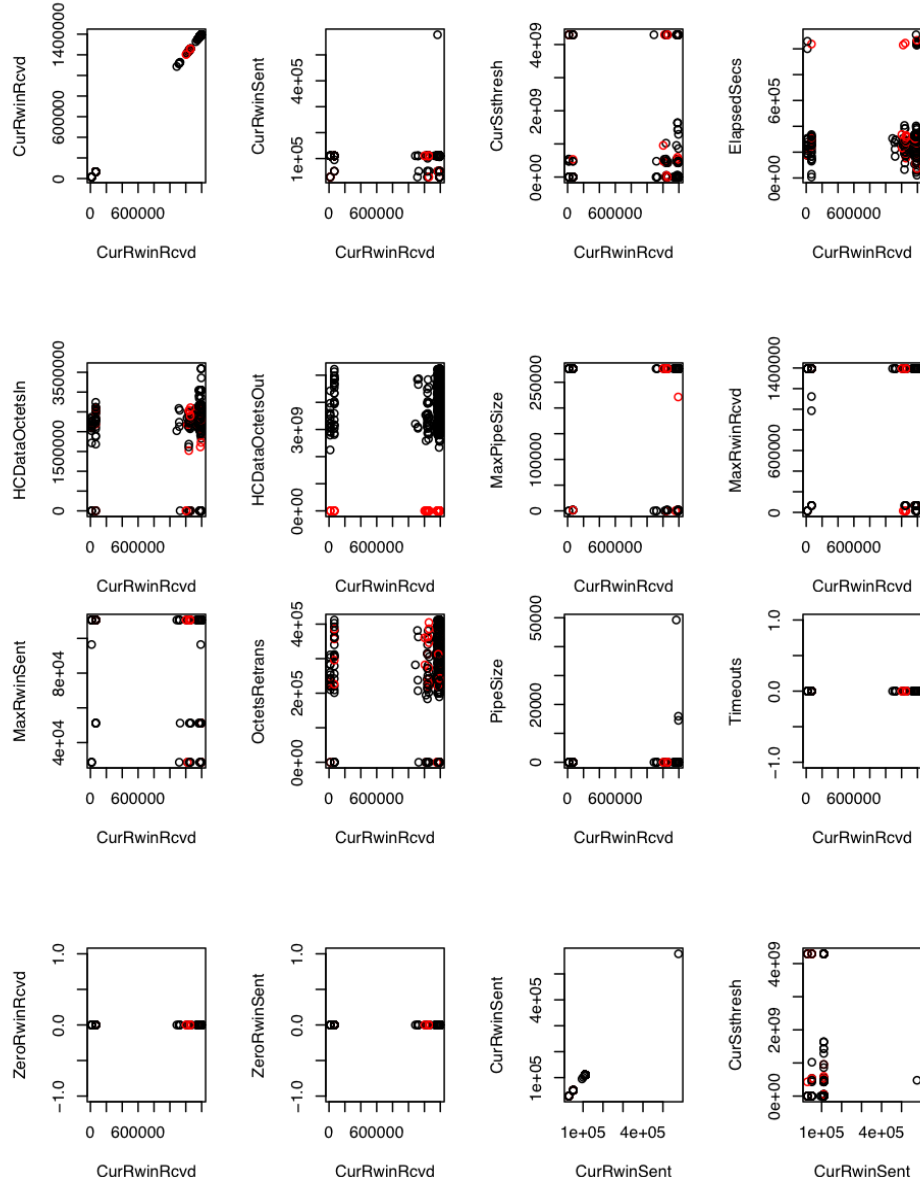 CurRwinRcvd
1400000
600000
0
0 600000
CurRwinRcvd
CurRwinSent
4e+05
1e+05
0 600000
CurRwinRcvd
CurSsthresh
4e+09
2e+09
0e+00
0 600000
CurRwinRcvd
ElapsedSecs
6e+05
0e+00
0 600000
CurRwinRcvd
HCDataOctetsIn
3500000
1500000
0
0 600000
CurRwinRcvd
HCDataOctetsOut
3e+09
0e+00
0 600000
CurRwinRcvd
MaxPipeSize
250000
100000
0
0 600000
CurRwinRcvd
MaxRwinRcvd
1400000
600000
0
0 600000
CurRwinRcvd
MaxRwinSent
8e+04
4e+04
0 600000
CurRwinRcvd
OctetsRetrans
4e+05
2e+05
0e+00
0 600000
CurRwinRcvd
PipeSize
50000
20000
0
0 600000
CurRwinRcvd
Timeouts
1.0
0.0
−1.0
0 600000
CurRwinRcvd
ZeroRwinRcvd
1.0
0.0
−1.0
0 600000
CurRwinRcvd
ZeroRwinSent
1.0
0.0
−1.0
0 600000
CurRwinRcvd
CurRwinSent
4e+05
1e+05
1e+05 4e+05
CurRwinSent
CurSsthresh
4e+09
2e+09
0e+00
1e+05 4e+05
CurRwinSent